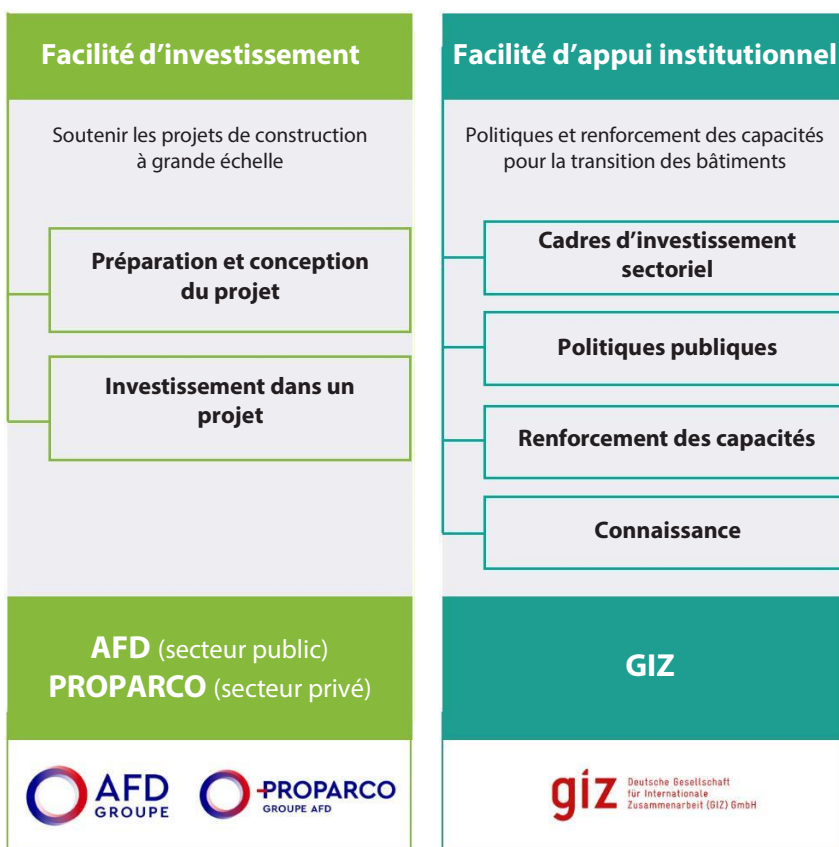 Facilité d’investissement
Soutenir les projets de construction
à grande échelle
Préparation et conception
du projet
Investissement dans un
projet
AFD (secteur public)
PROPARCO (secteur privé)
AFD
GROUPE
PROPARCO
GROUPE AFD
Facilité d’appui institutionnel
Politiques et renforcement des capacités
pour la transition des bâtiments
Cadres d’investissement
sectoriel
Politiques publiques
Renforcement des capacités
Connaissance
GIZ
giz
Deutsche Gesellschaft
für Internationale
Zusammenarbeit (GIZ) GmbH